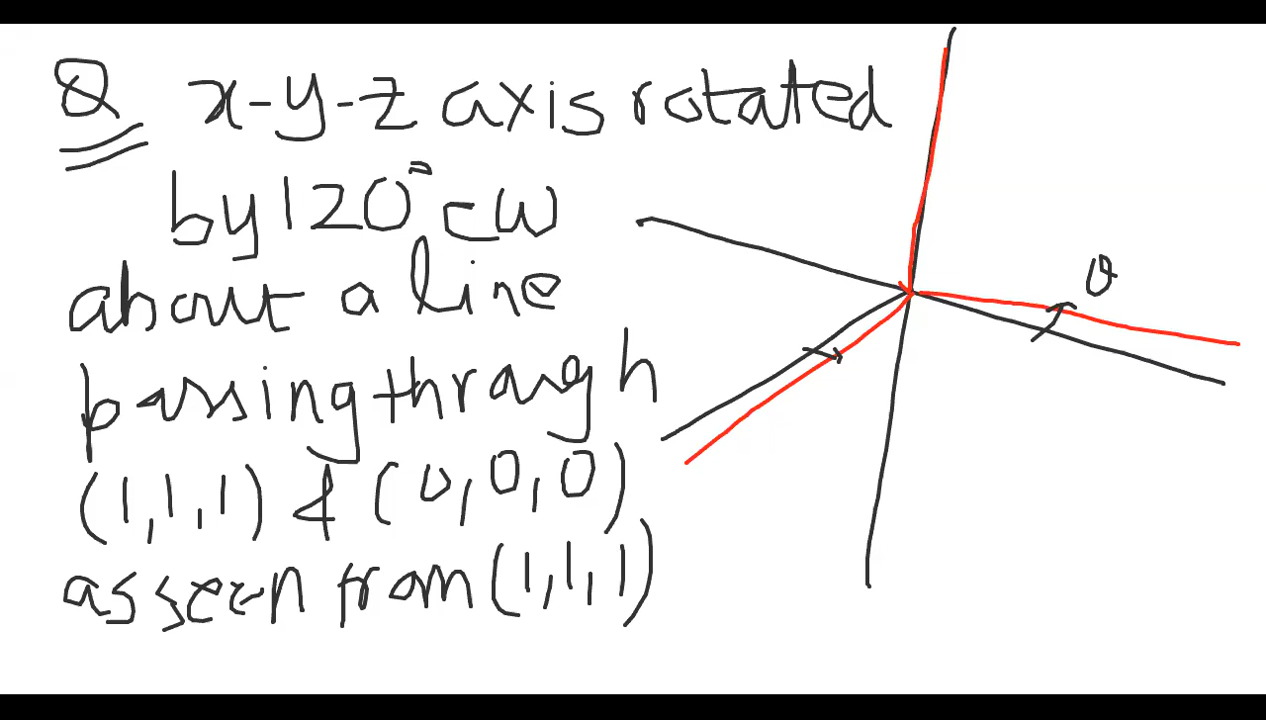 Q x-y-z axis rotated
by 120° cw
about a line
passing through
(1,1,1) & (0,0,0)
as seen from (1,1,1)
θ